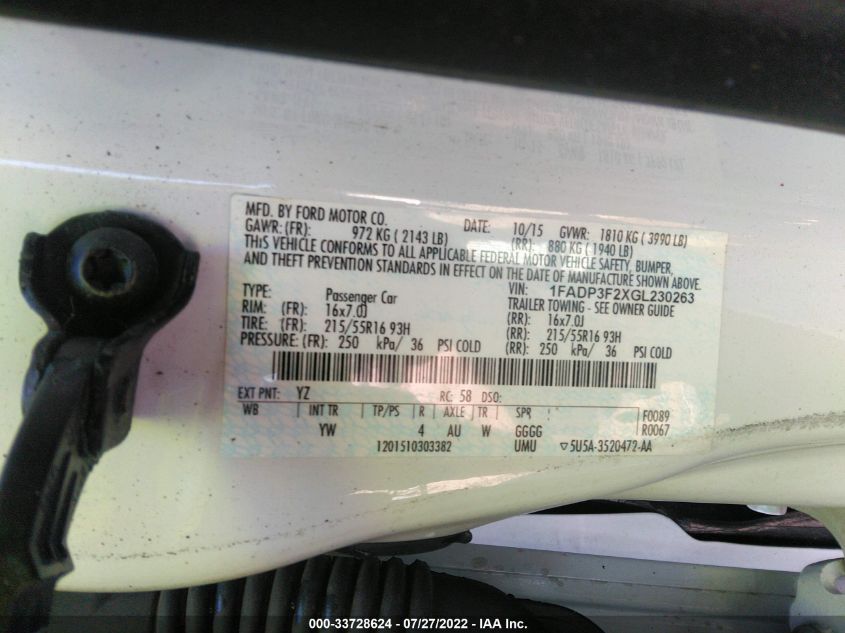 MFD. BY FORD MOTOR CO. DATE: 10/15 GVWR: 1810 KG ( 3990 LB)
GAWR: (FR): 972 KG ( 2143 LB) (RR): 880 KG ( 1940 LB)
THIS VEHICLE CONFORMS TO ALL APPLICABLE FEDERAL MOTOR VEHICLE SAFETY, BUMPER,
AND THEFT PREVENTION STANDARDS IN EFFECT ON THE DATE OF MANUFACTURE SHOWN ABOVE.
VIN: 1FADP3F2XGL230263
TYPE: Passenger Car TRAILER TOWING - SEE OWNER GUIDE
RIM: (FR): 16x7.0J (RR): 16x7.0J
TIRE: (FR): 215/55R16 93H (RR): 215/55R16 93H
PRESSURE: (FR): 250 kPa/ 36 PSI COLD (RR): 250 kPa/ 36 PSI COLD
EXT PNT: YZ RC: 58 DSO:
WB INT TR TP/PS R AXLE TR SPR F0089
YW 4 AU W GGGG R0067
1201510303382 UMU ▽5U5A-3520472-AA
000-33728624 / 07/27/2022 - IAA Inc.